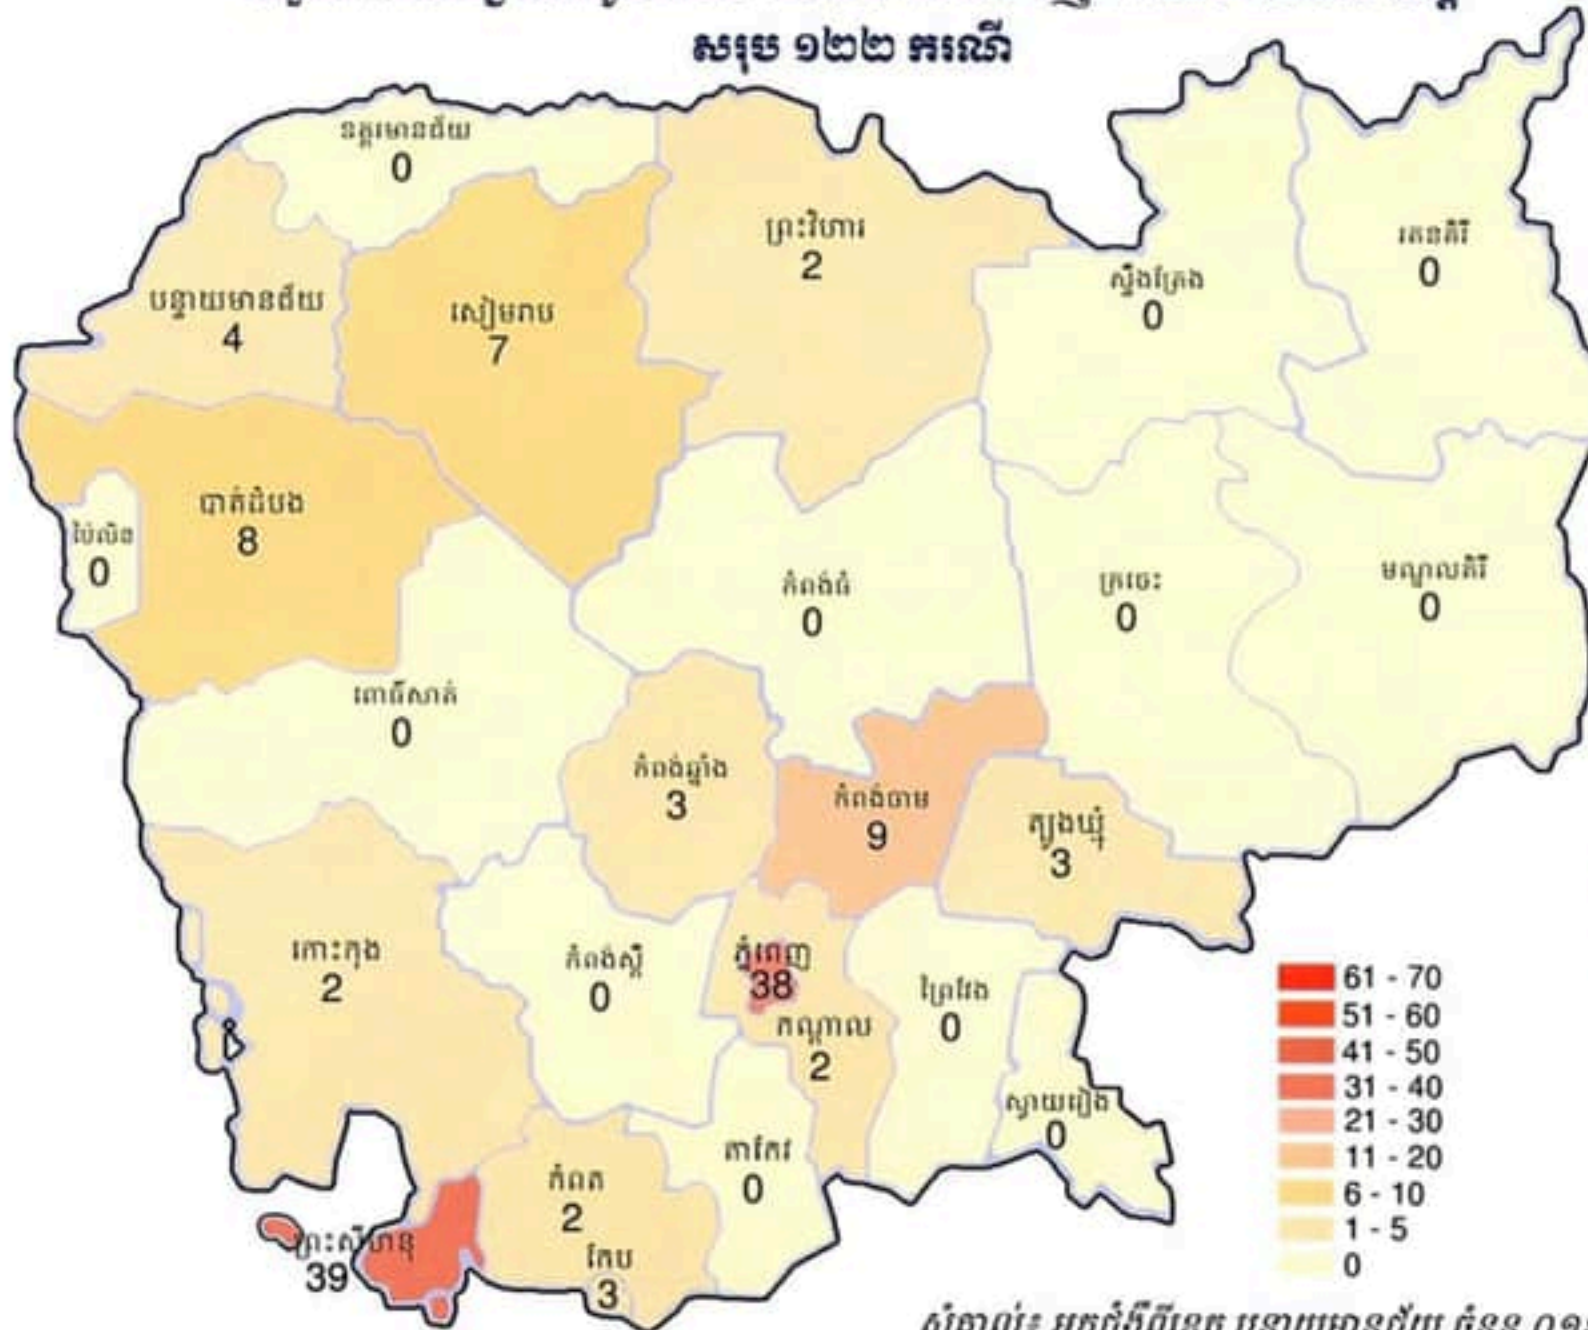 សរុប ១២២ ករណី
ឧត្តរមានជ័យ
0
ព្រះវិហារ
2
រតនគិរី
0
ស្ទឹងត្រែង
0
បន្ទាយមានជ័យ
4
សៀមរាប
7
បាត់ដំបង
8
ប៉ៃលិន
0
កំពង់ធំ
0
ក្រចេះ
0
មណ្ឌលគិរី
0
ពោធិ៍សាត់
0
កំពង់ឆ្នាំង
3
កំពង់ចាម
9
ត្បូងឃ្មុំ
3
កោះកុង
2
កំពង់ស្ពឺ
0
ភ្នំពេញ
38
កណ្តាល
2
ព្រៃវែង
0
ស្វាយរៀង
0
តាកែវ
0
កំពត
2
កែប
3
ព្រះសីហនុ
39
61 - 70
51 - 60
41 - 50
31 - 40
21 - 30
11 - 20
6 - 10
1 - 5
0